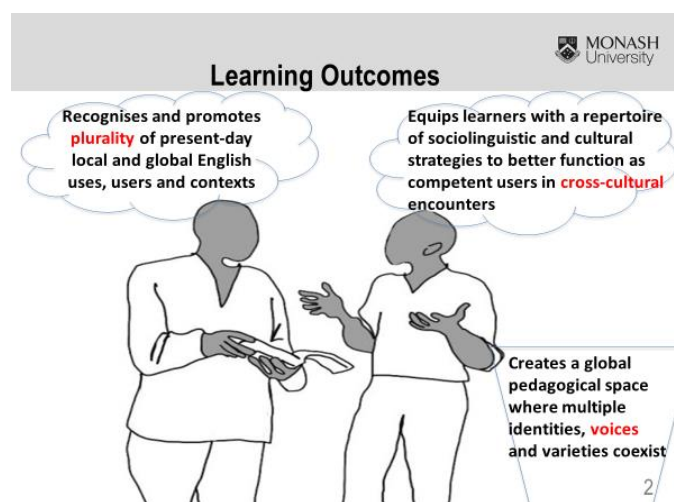 MONASH
University
Learning Outcomes
Recognises and promotes
plurality of present-day
local and global English
uses, users and contexts
Equips learners with a repertoire
of sociolinguistic and cultural
strategies to better function as
competent users in cross-cultural
encounters
Creates a global
pedagogical space
where multiple
identities, voices
and varieties coexist
2